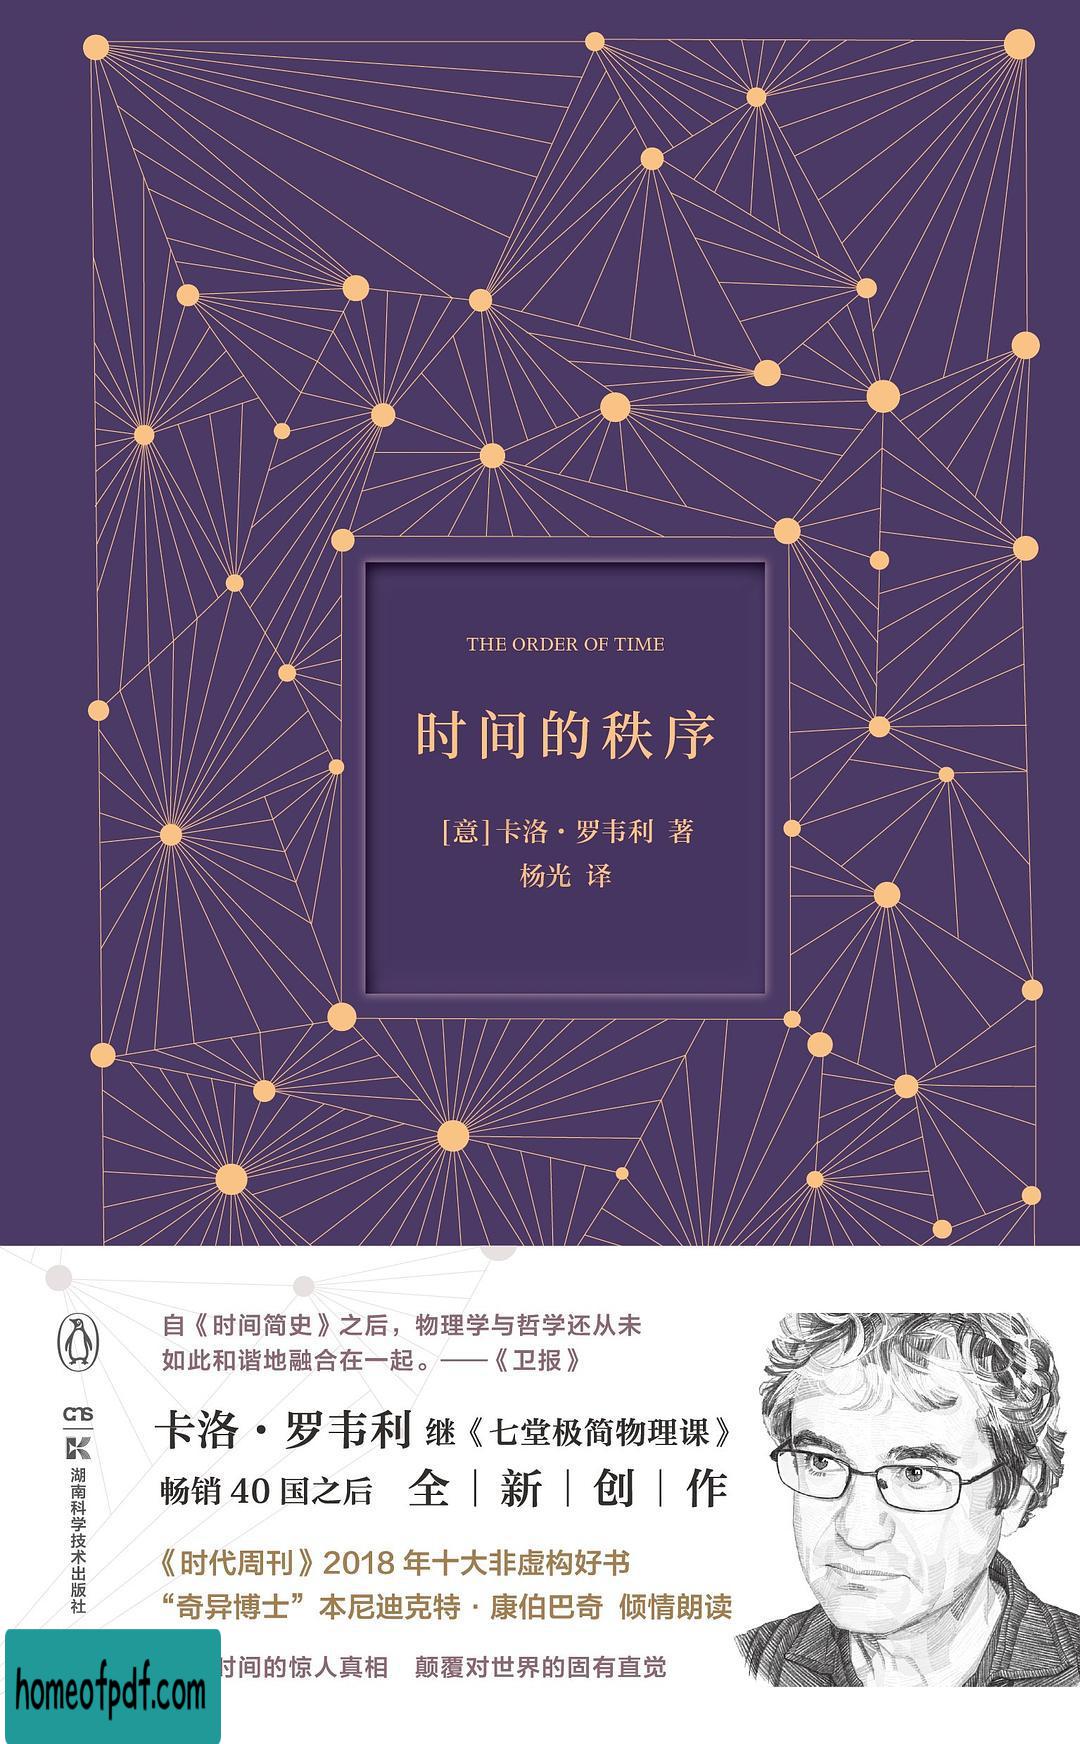 THE ORDER OF TIME
时间的秩序
[意]卡洛·罗韦利 著
杨光 译
自《时间简史》之后，物理学与哲学还从未
如此和谐地融合在一起。——《卫报》
卡洛·罗韦利 继《七堂极简物理课》
畅销 40 国之后 全|新|创|作
《时代周刊》2018 年十大非虚构好书
“奇异博士”本尼迪克特·康伯巴奇 倾情朗读
时间的惊人真相 颠覆对世界的固有直觉
CNS
湖南科学技术出版社
homeofpdf.com